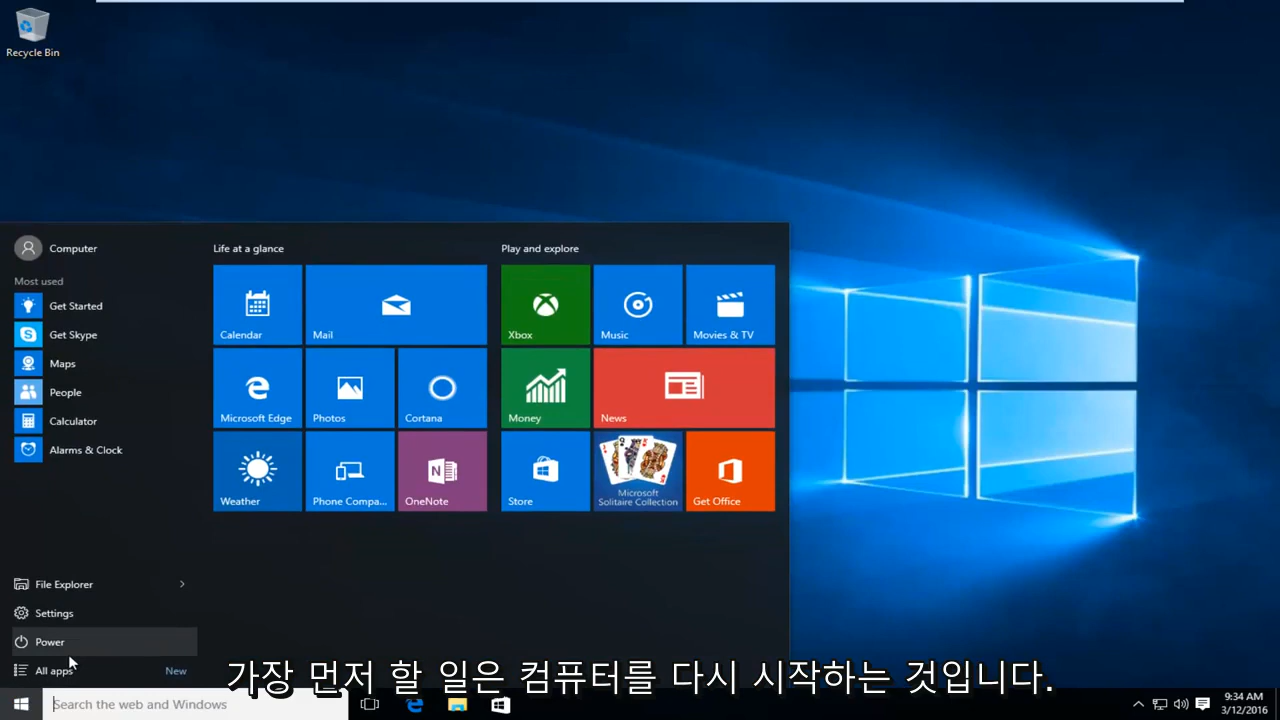 Recycle Bin
Computer
Life at a glance
Play and explore
Most used
Get Started
Get Skype
Maps
People
Calculator
Alarms & Clock
Calendar
Mail
Xbox
Music
Movies & TV
Microsoft Edge
Photos
Cortana
Money
News
Weather
Phone Compa...
OneNote
Store
Microsoft
Solitaire Collection
Get Office
File Explorer
Settings
Power
All apps
New
가장 먼저 할 일은 컴퓨터를 다시 시작하는 것입니다.
Search the web and Windows
9:34 AM
3/12/2016